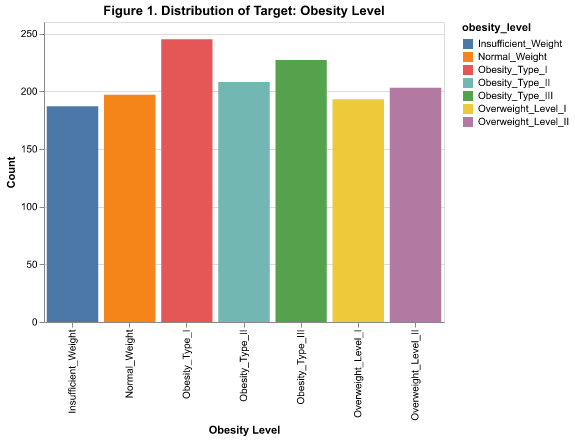 Figure 1. Distribution of Target: Obesity Level
obesity_level
Insufficient_Weight
Normal_Weight
Obesity_Type_I
Obesity_Type_II
Obesity_Type_III
Overweight_Level_I
Overweight_Level_II
Count
250
200
150
100
50
0
Insufficient_Weight
Normal_Weight
Obesity_Type_I
Obesity_Type_II
Obesity_Type_III
Overweight_Level_I
Overweight_Level_II
Obesity Level